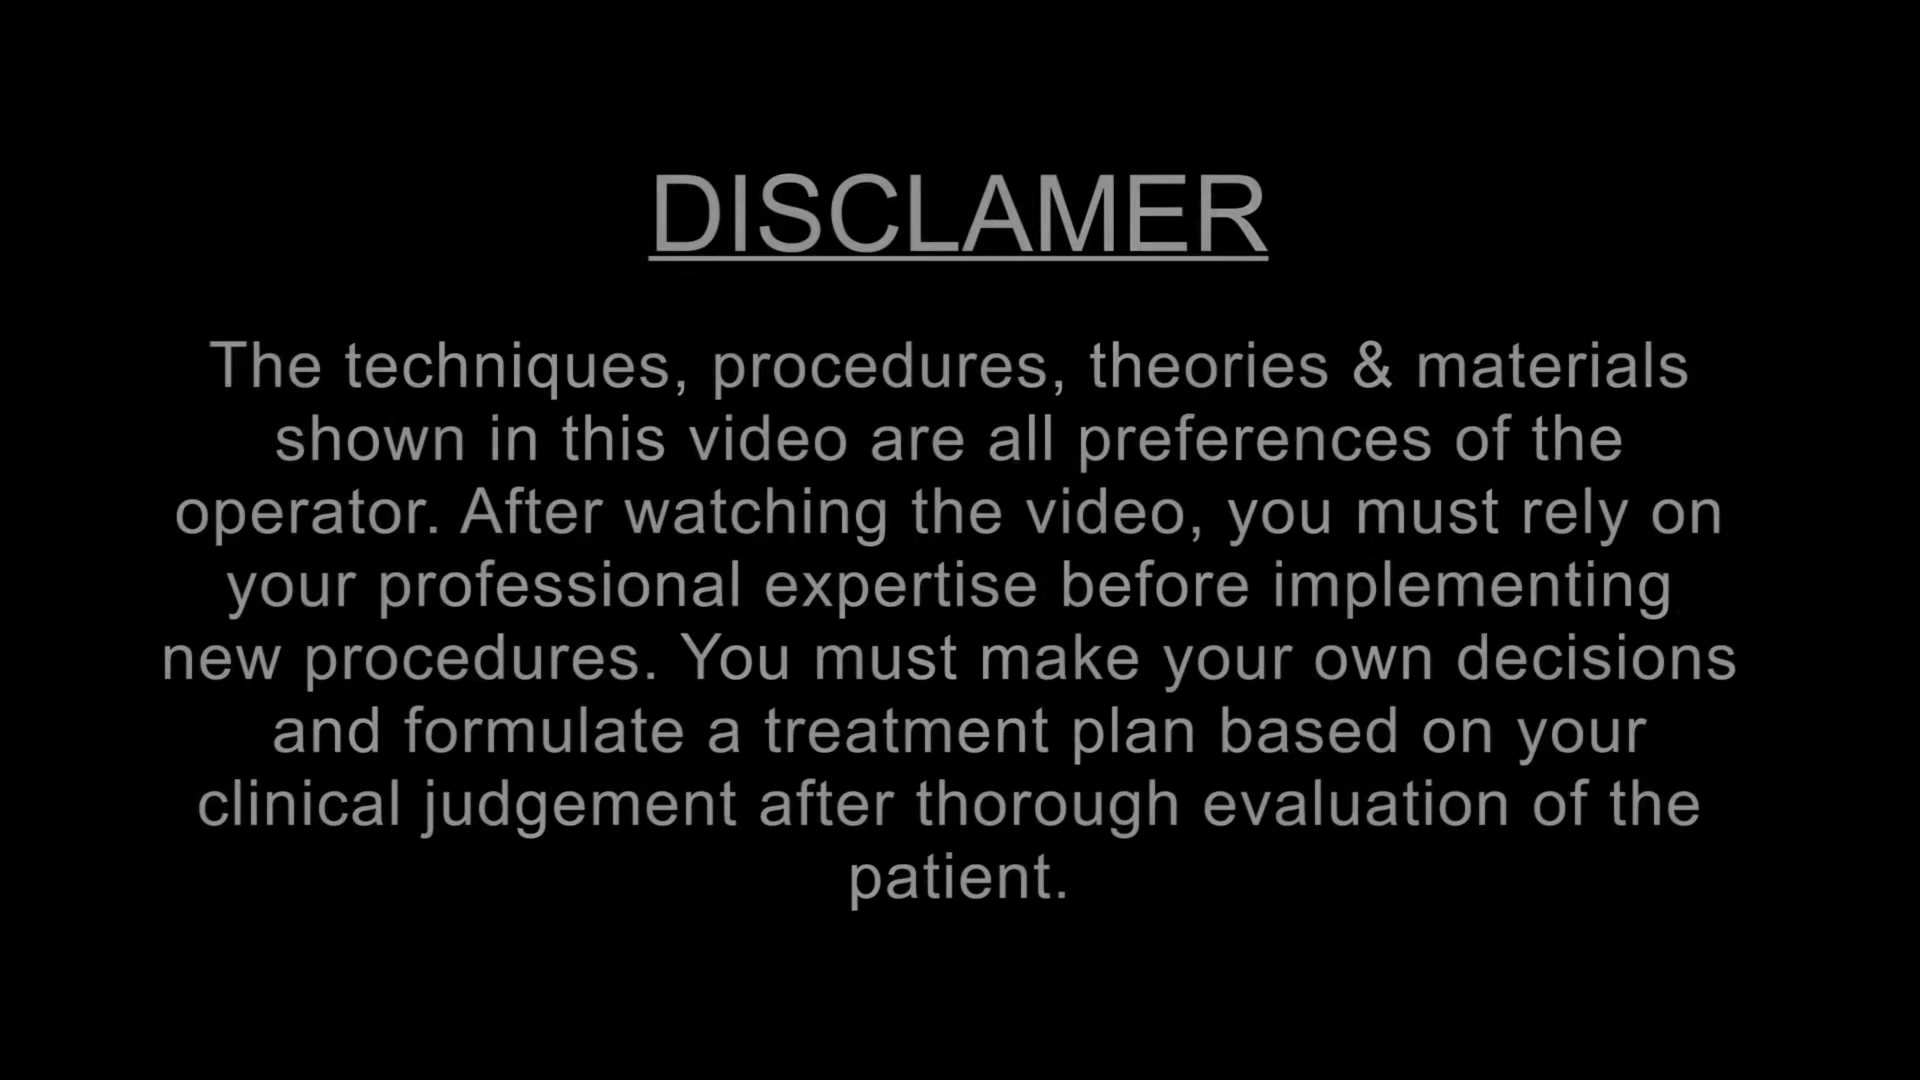 DISCLAMER
The techniques, procedures, theories & materials
shown in this video are all preferences of the
operator. After watching the video, you must rely on
your professional expertise before implementing
new procedures. You must make your own decisions
and formulate a treatment plan based on your
clinical judgement after thorough evaluation of the
patient.